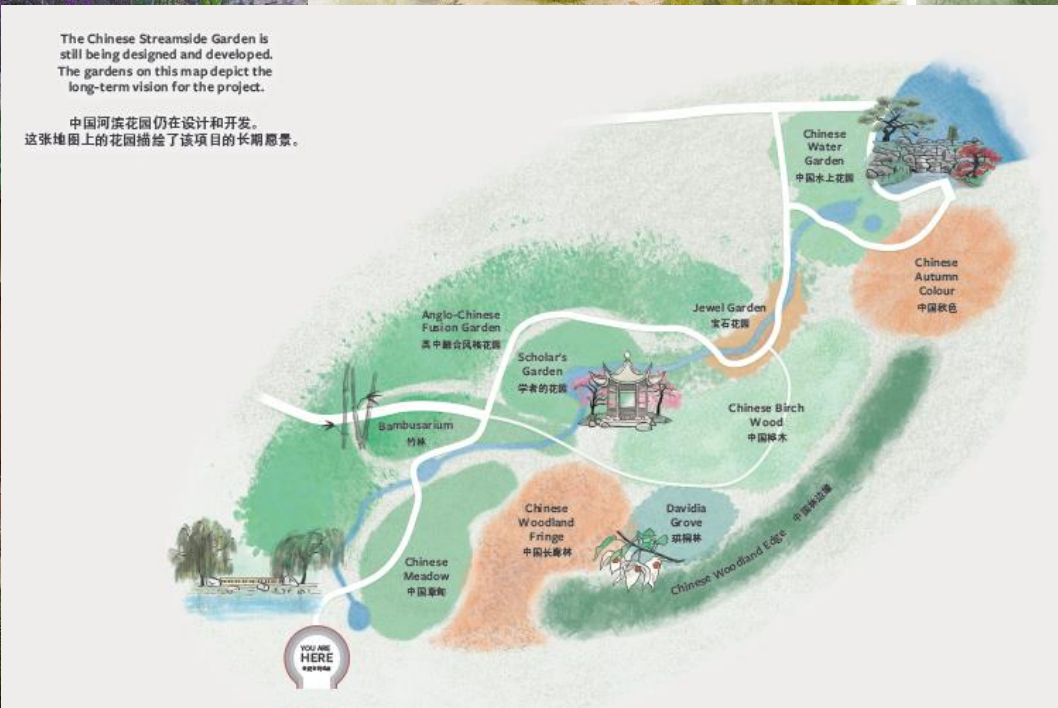 The Chinese Streamside Garden is
still being designed and developed.
The gardens on this map depict the
long-term vision for the project.
中国河滨花园仍在设计和开发。
这张地图上的花园描绘了该项目的长期愿景。
Chinese
Water
Garden
中国水上花园
Chinese
Autumn
Colour
中国秋色
Jewel Garden
宝石花园
Anglo-Chinese
Fusion Garden
英中融合风格花园
Scholar's
Garden
学者的花园
Chinese Birch
Wood
中国桦木
Bambusarium
竹林
Chinese
Woodland
Fringe
中国长廊林
Davidia
Grove
珙桐林
Chinese Woodland Edge 中国林边缘
Chinese
Meadow
中国草甸
YOU ARE
HERE